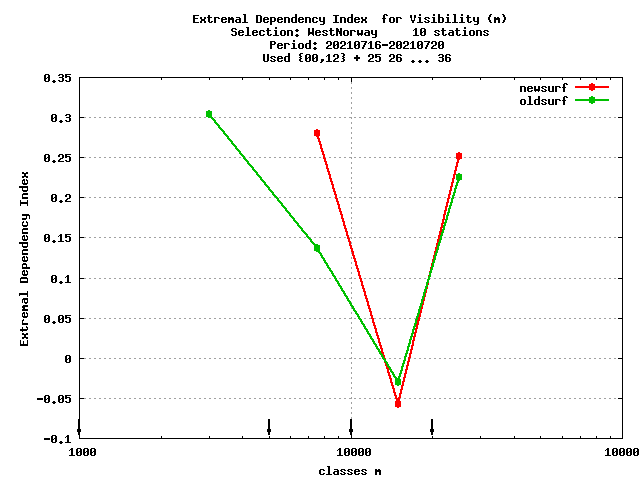 Extremal Dependency Index  for Visibility (m)
Selection: WestNorway     10 stations
Period: 20210716-20210720
Used {00,12} + 25 26 ... 36
newsurf
oldsurf
0.35
0.3
0.25
0.2
0.15
0.1
0.05
0
-0.05
-0.1
Extremal Dependency Index
1000
10000
10000
classes m